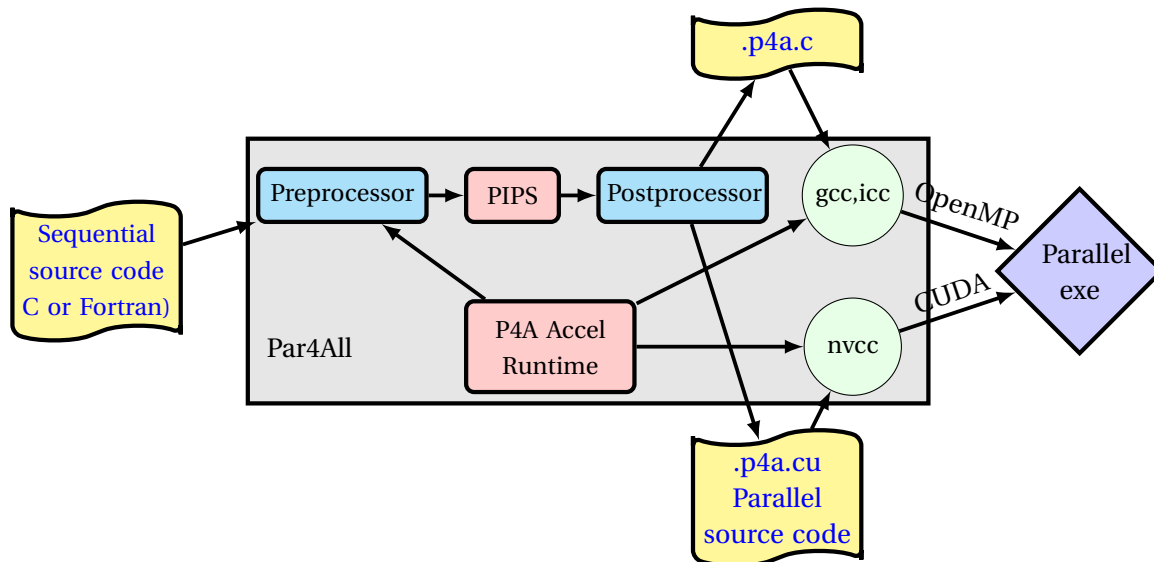 .p4a.c
Preprocessor
PIPS
Postprocessor
gcc,icc
OpenMP
Sequential
source code
C or Fortran)
Parallel
exe
P4A Accel
Runtime
Par4All
nvcc
CUDA
.p4a.cu
Parallel
source code